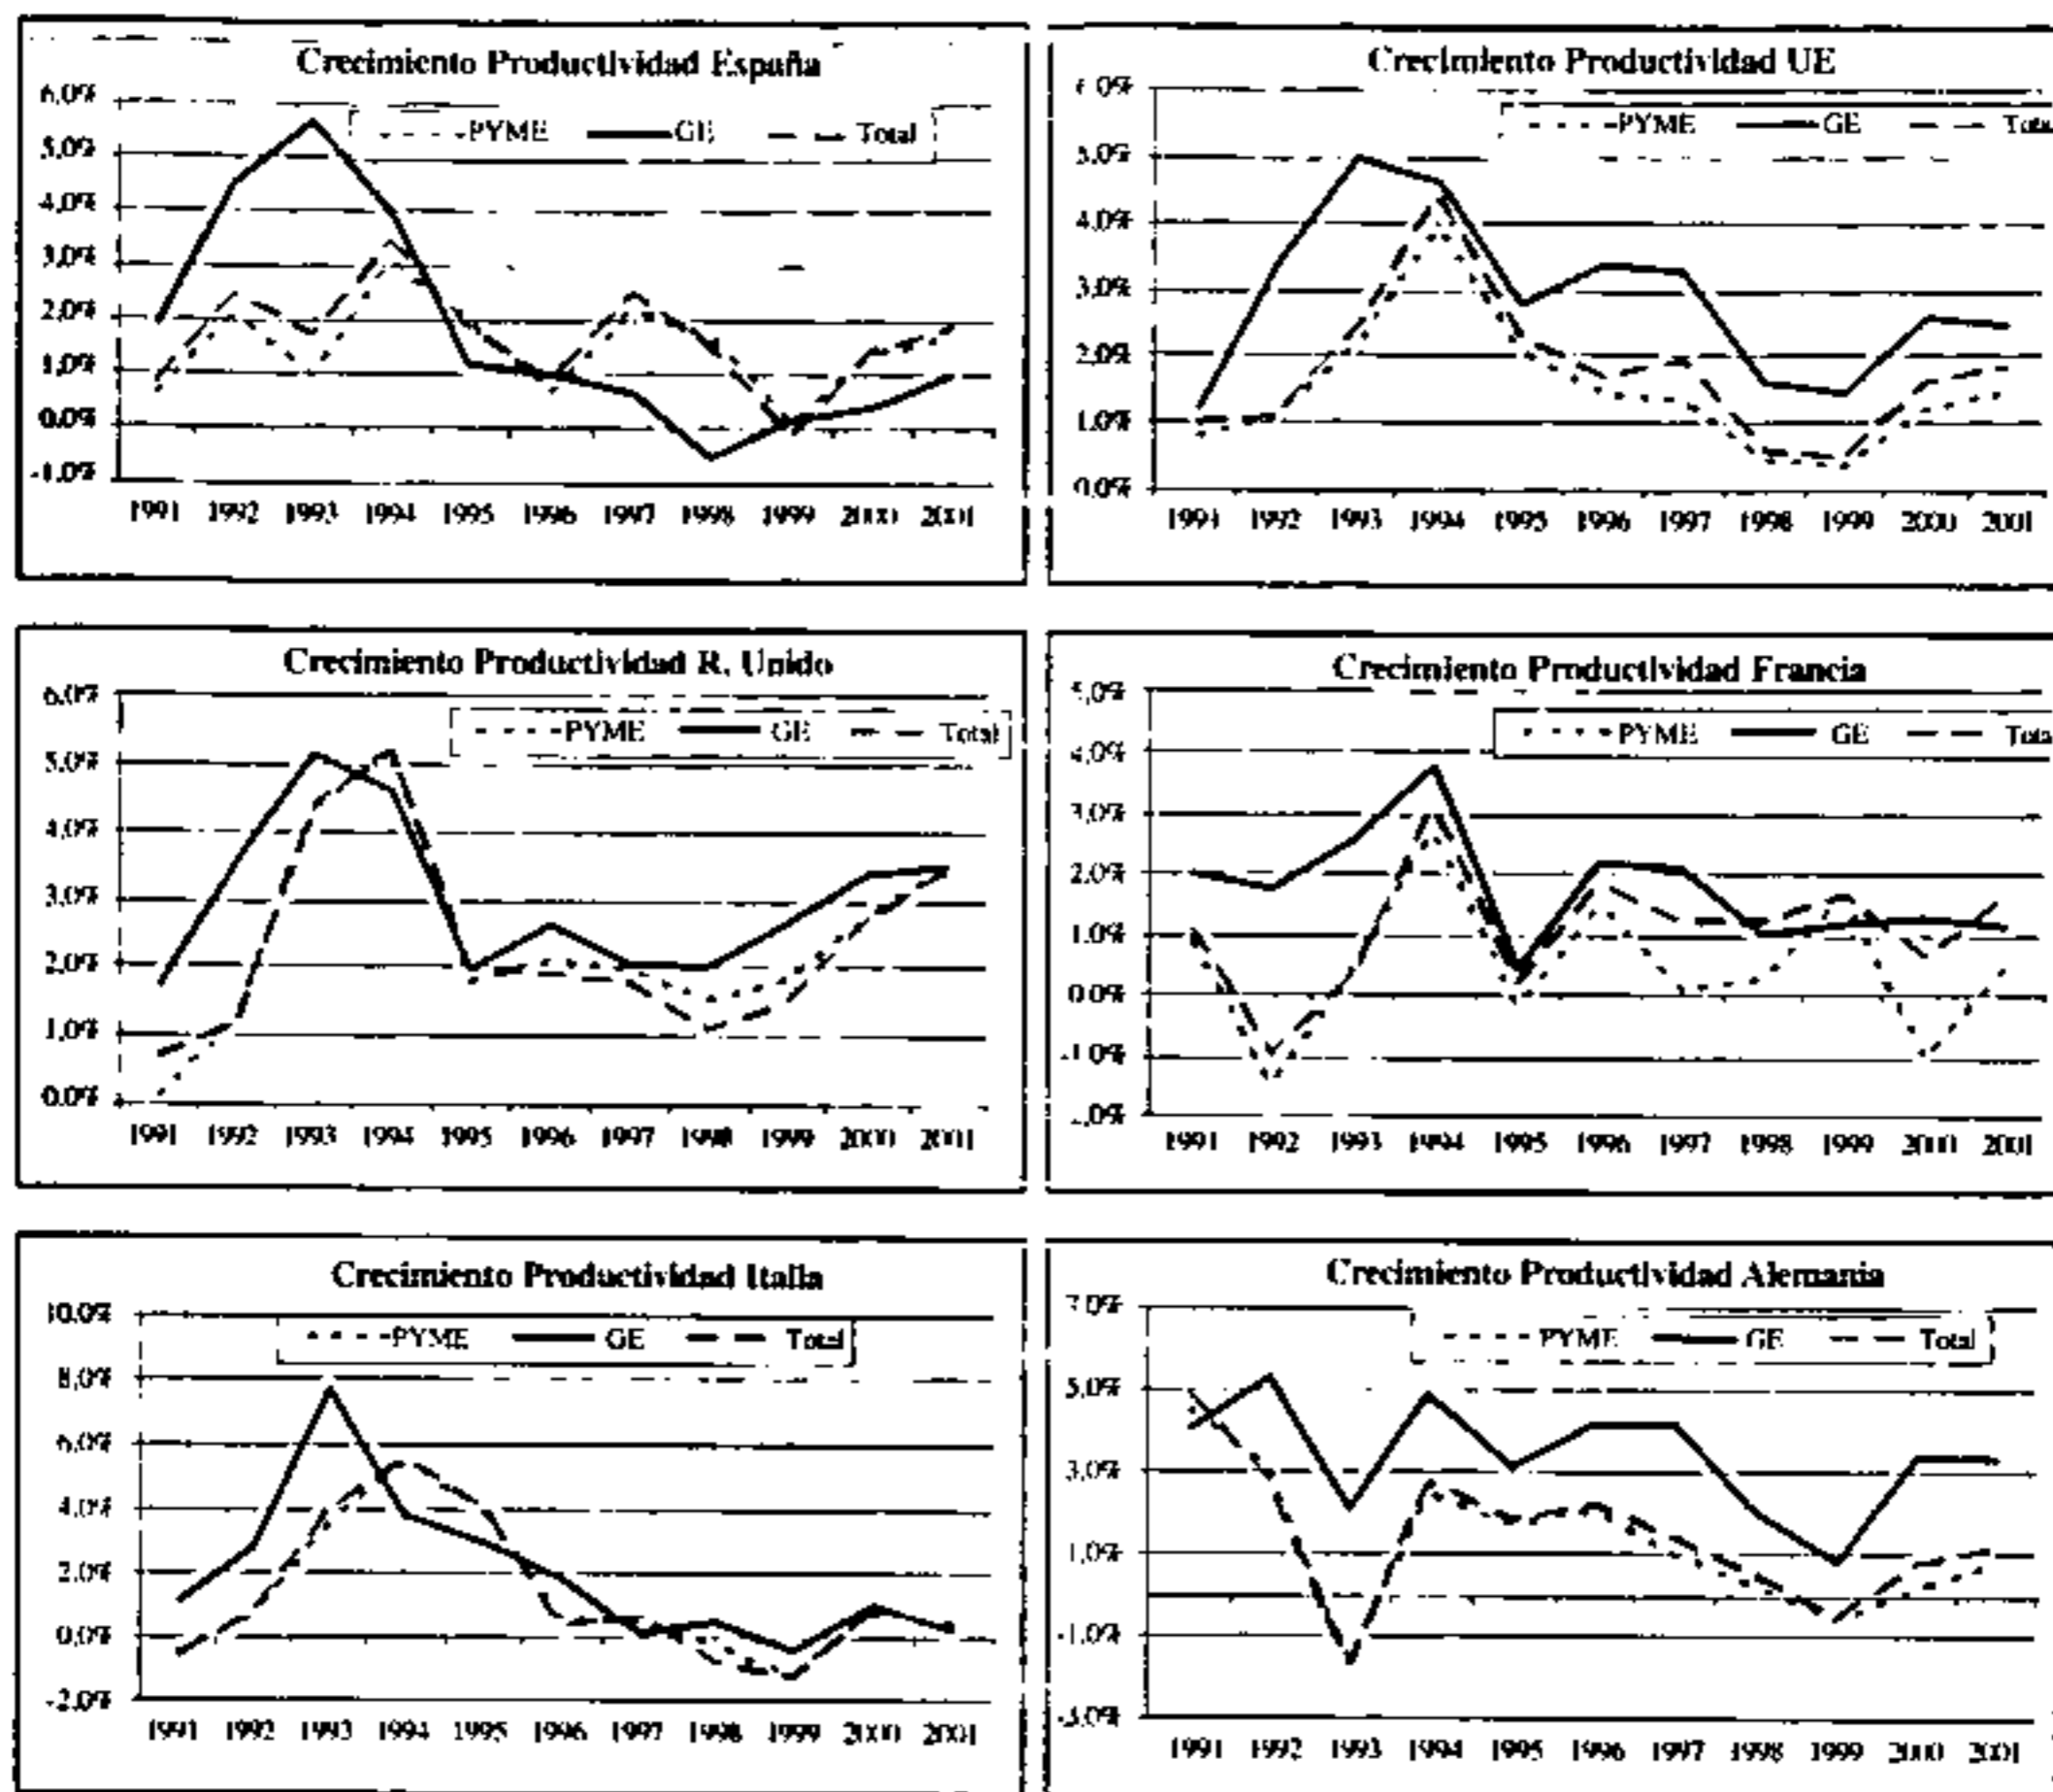 Crecimiento Productividad España
6,0%
PYME GE Total
5,0%
4,0%
3,0%
2,0%
1,0%
0,0%
-1,0%
1991 1992 1993 1994 1995 1996 1997 1998 1999 2000 2001
Crecimiento Productividad UE
6,0%
PYME GE Total
5,0%
4,0%
3,0%
2,0%
1,0%
0,0%
1991 1992 1993 1994 1995 1996 1997 1998 1999 2000 2001
Crecimiento Productividad R. Unido
6,0%
PYME GE Total
5,0%
4,0%
3,0%
2,0%
1,0%
0,0%
1991 1992 1993 1994 1995 1996 1997 1998 1999 2000 2001
Crecimiento Productividad Francia
5,0%
PYME GE Total
4,0%
3,0%
2,0%
1,0%
0,0%
-1,0%
1991 1992 1993 1994 1995 1996 1997 1998 1999 2000 2001
Crecimiento Productividad Italia
10,0%
PYME GE Total
8,0%
6,0%
4,0%
2,0%
0,0%
-2,0%
1991 1992 1993 1994 1995 1996 1997 1998 1999 2000 2001
Crecimiento Productividad Alemania
7,0%
PYME GE Total
5,0%
3,0%
1,0%
-1,0%
-3,0%
1991 1992 1993 1994 1995 1996 1997 1998 1999 2000 2001